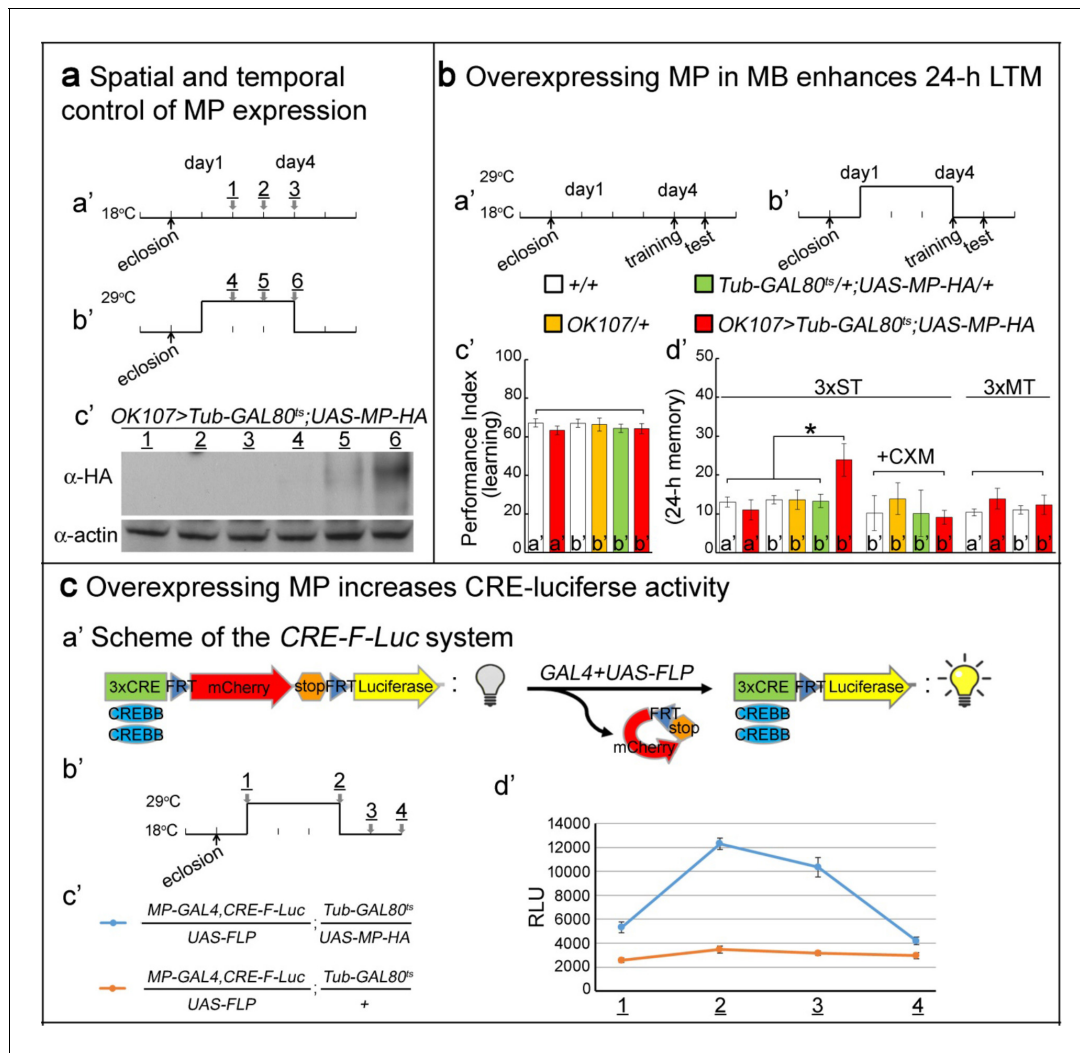 a Spatial and temporal
control of MP expression
day1 day4
1 2 3
a'
18°C
eclosion
4 5 6
29°C
b'
eclosion
c' OK107>Tub-GAL80ts;UAS-MP-HA
1 2 3 4 5 6
α-HA
α-actin
b Overexpressing MP in MB enhances 24-h LTM
29°C
day1 day4
a'
18°C
eclosion training test
day1 day4
b'
eclosion training test
+/+
Tub-GAL80ts/+;UAS-MP-HA/+
OK107/+
OK107>Tub-GAL80ts;UAS-MP-HA
c'
Performance Index
(learning)
100
80
60
40
20
0
a' a' b' b' b' b'
d'
(24-h memory)
50
40
30
20
10
0
3xST 3xMT
*
+CXM
a' a' b' b' b' b' b' b' b' b' a' a' b' b'
c Overexpressing MP increases CRE-luciferse activity
a' Scheme of the CRE-F-Luc system
3xCRE FRT mCherry stop FRT Luciferase :
CREBB
CREBB
GAL4+UAS-FLP
FRT
stop
mCherry
3xCRE FRT Luciferase :
CREBB
CREBB
b'
1 2
29°C
3 4
18°C
eclosion
c'
MP-GAL4,CRE-F-Luc ; Tub-GAL80ts
UAS-FLP UAS-MP-HA
MP-GAL4,CRE-F-Luc ; Tub-GAL80ts
UAS-FLP +
d'
RLU
14000
12000
10000
8000
6000
4000
2000
0
1 2 3 4